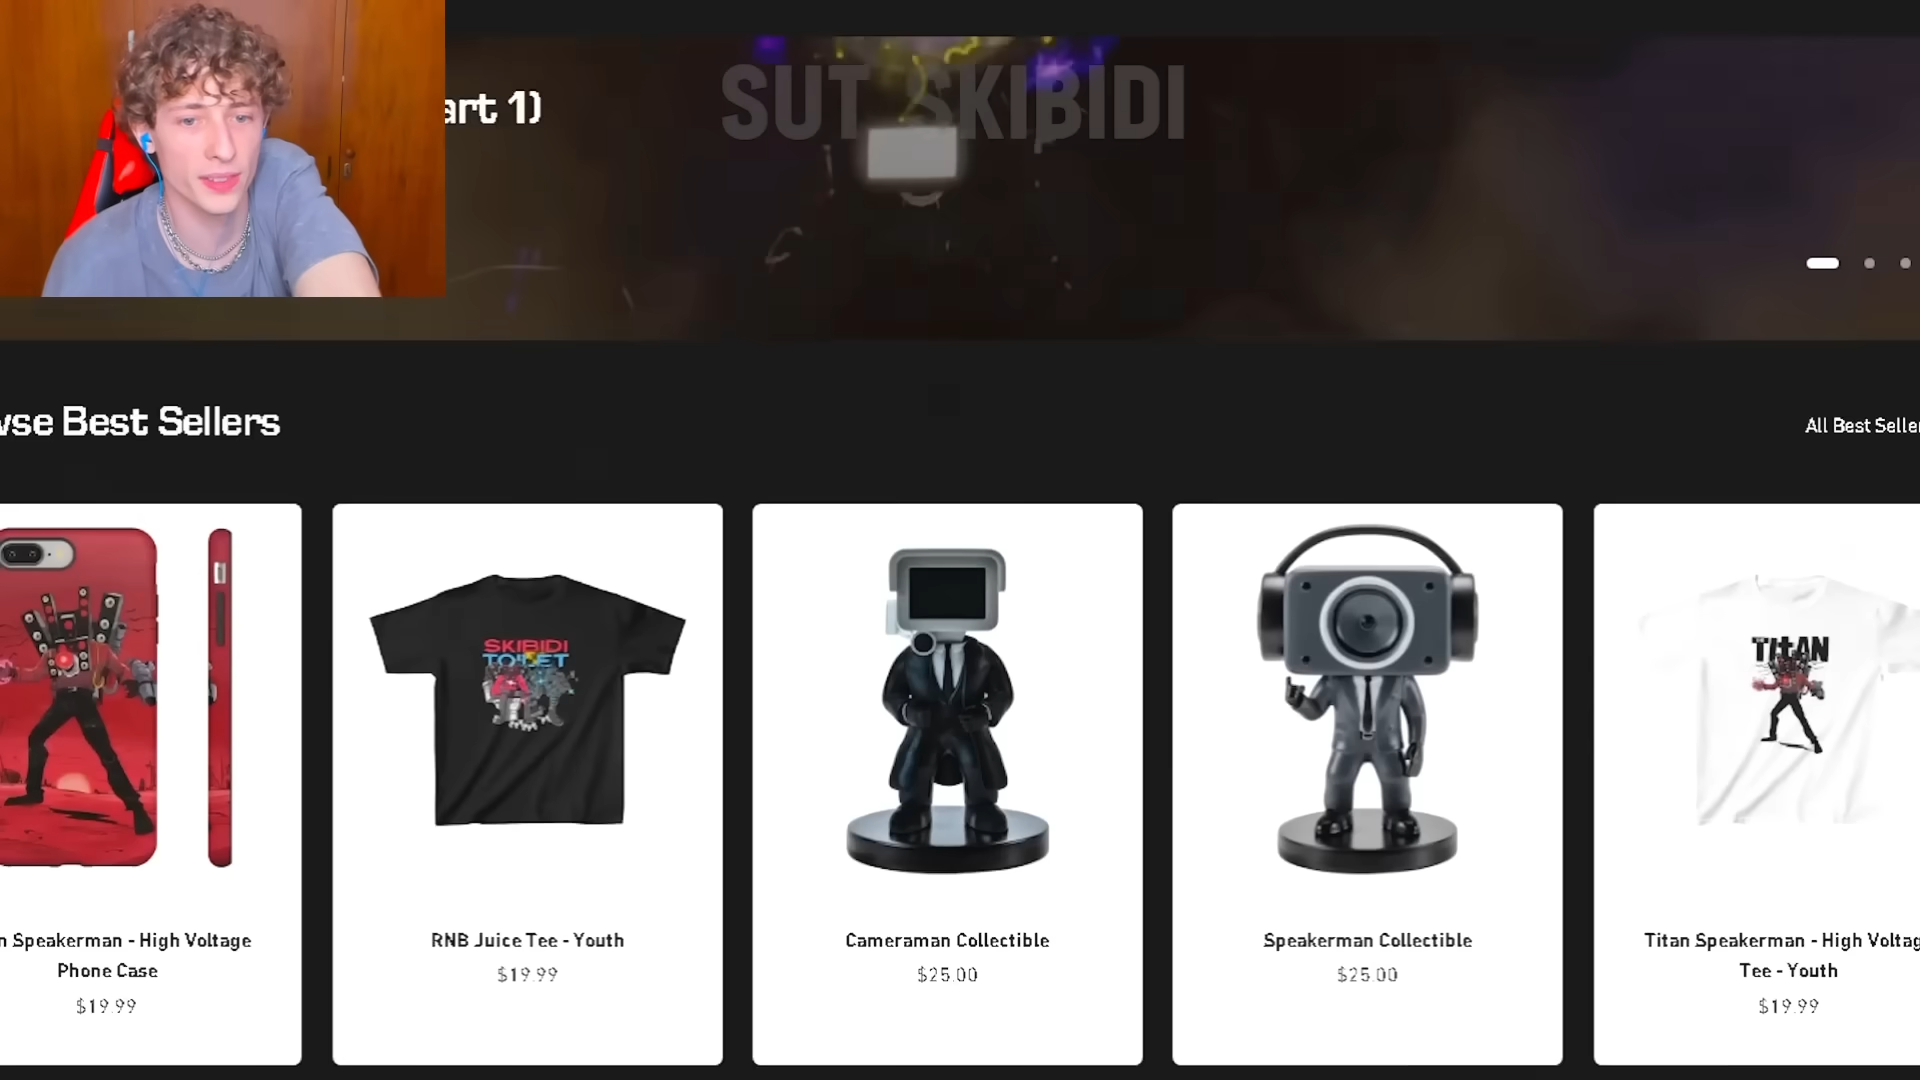 art 1)
SUT SKIBIDI
wse Best Sellers
All Best Seller
SKIBIDI
TOILET
TITAN
n Speakerman - High Voltage
Phone Case
$19.99
RNB Juice Tee - Youth
$19.99
Cameraman Collectible
$25.00
Speakerman Collectible
$25.00
Titan Speakerman - High Voltag
Tee - Youth
$19.99